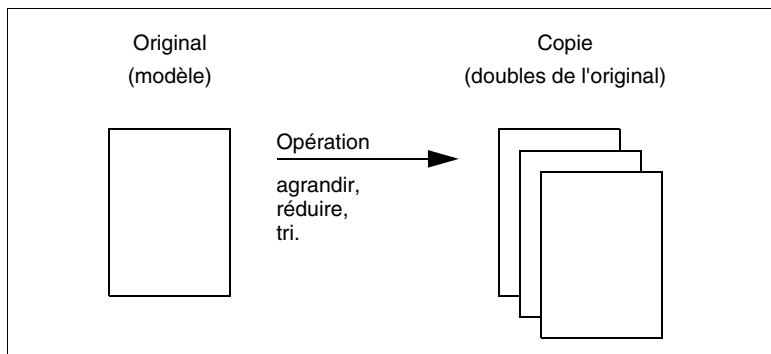 Original
(modèle)
Copie
(doubles de l'original)
Opération
agrandir,
réduire,
tri.